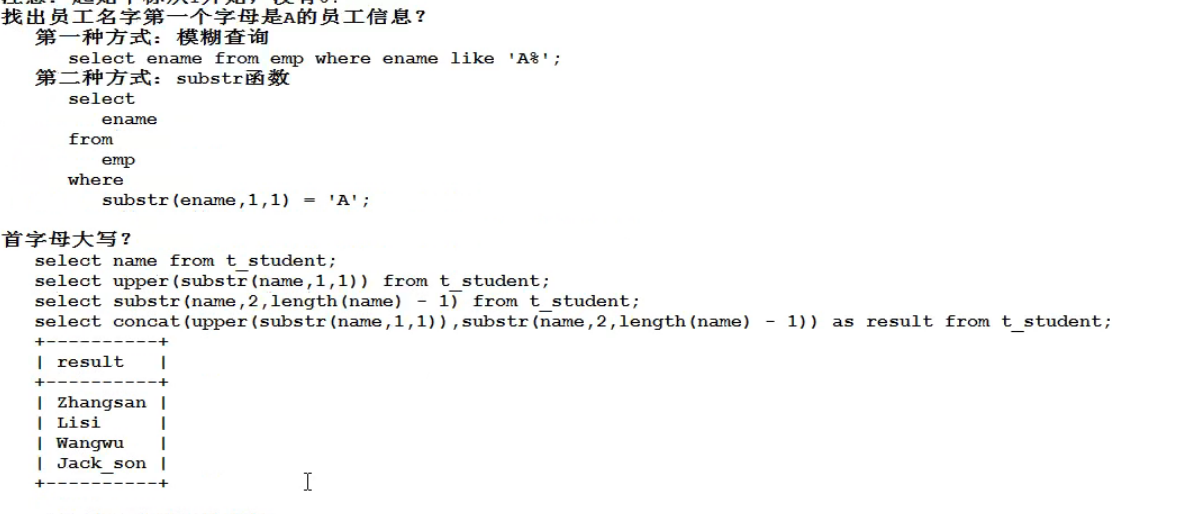 找出员工名字第一个字母是A的员工信息?
第一种方式: 模糊查询
select ename from emp where ename like 'A%';
第二种方式: substr函数
select
ename
from
emp
where
substr(ename,1,1) = 'A';
首字母大写?
select name from t_student;
select upper(substr(name,1,1)) from t_student;
select substr(name,2,length(name) - 1) from t_student;
select concat(upper(substr(name,1,1)),substr(name,2,length(name) - 1)) as result from t_student;
+----------+
| result   |
+----------+
| Zhangsan |
| Lisi     |
| Wangwu   |
| Jack_son |
+----------+